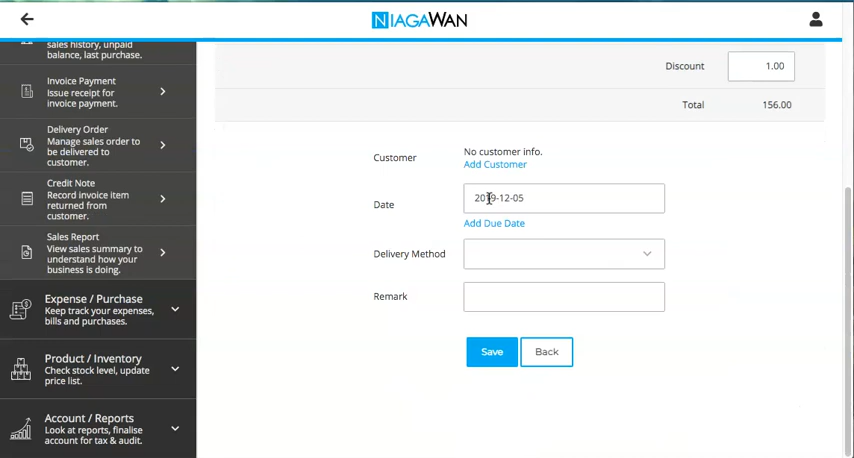 NIAGAWAN
sales history, unpaid
balance, last purchase.
Invoice Payment
Issue receipt for
invoice payment.
Delivery Order
Manage sales order to
be delivered to
customer.
Credit Note
Record invoice item
returned from
customer.
Sales Report
View sales summary to
understand how your
business is doing.
Expense / Purchase
Keep track your expenses,
bills and purchases.
Product / Inventory
Check stock level, update
price list.
Account / Reports
Look at reports, finalise
account for tax & audit.
Discount 1.00
Total 156.00
Customer No customer info.
Add Customer
Date 2019-12-05
Add Due Date
Delivery Method
Remark
Save Back